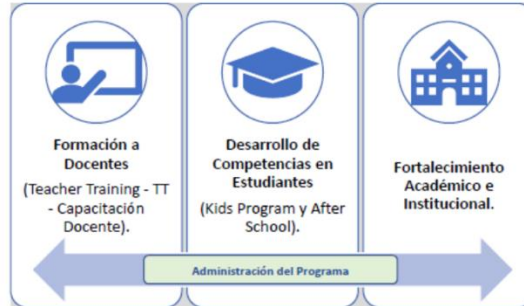 Formación a
Docentes
(Teacher Training - TT
- Capacitación
Docente).
Desarrollo de
Competencias en
Estudiantes
(Kids Program y After
School).
Fortalecimiento
Académico e
Institucional.
Administración del Programa